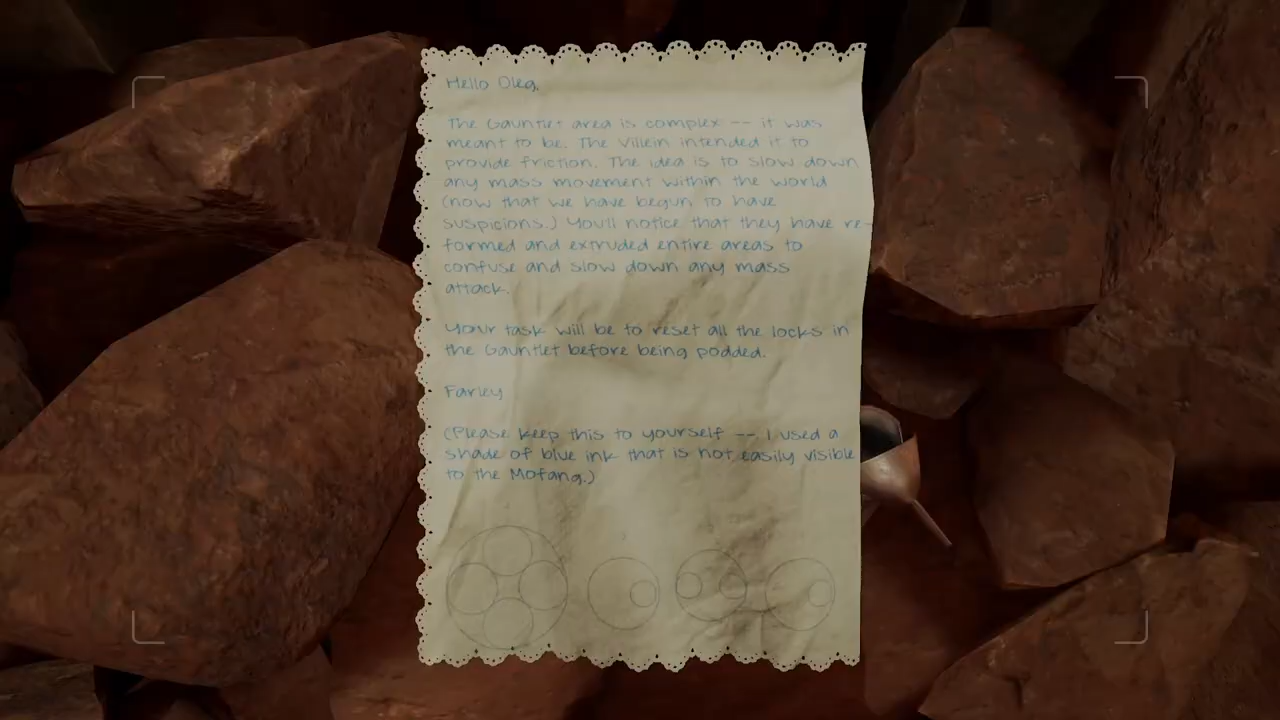 Hello Oleg,
The Gauntlet area is complex -- it was
meant to be. The Villein intended it to
provide friction. The idea is to slow down
any mass movement within the world
(now that we have begun to have
suspicions.) You'll notice that they have re-
formed and extruded entire areas to
confuse and slow down any mass
attack.
Your task will be to reset all the locks in
the Gauntlet before being podded.
Farley
(Please keep this to yourself -- I used a
shade of blue ink that is not easily visible
to the Mofang.)